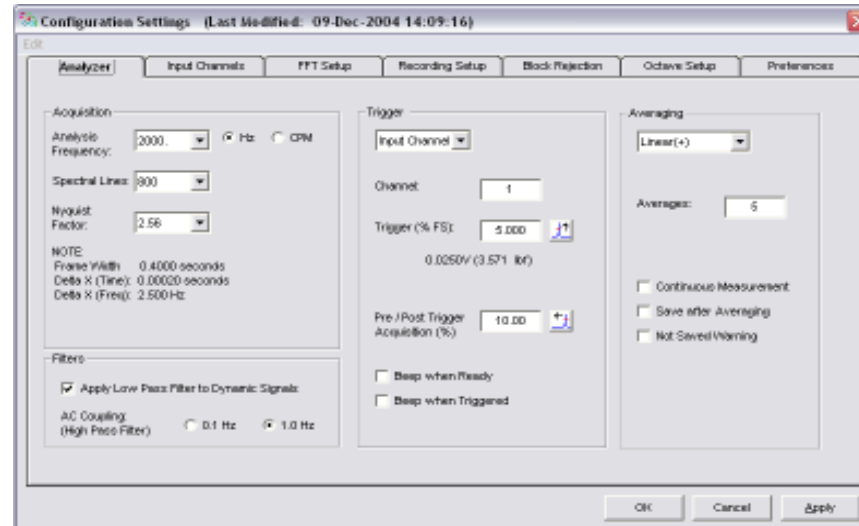 Configuration Settings (Last Modified: 09-Dec-2004 14:09:16)
Edit
Analyzer
Input Channels
FFT Setup
Recording Setup
Block Rejection
Octave Setup
Preferences
Acquisition
Analysis
Frequency:
2000.
Hz
CPM
Spectral Lines:
800
Nyquist
Factor:
2.56
NOTE
Frame Width 0.4000 seconds
Delta X (Time): 0.00020 seconds
Delta X (Freq): 2.500 Hz
Filters
Apply Low Pass Filter to Dynamic Signals
AC Coupling:
(High Pass Filter)
0.1 Hz
1.0 Hz
Trigger
Input Channel
Channel:
1
Trigger (% FS):
5.000
0.0250V (3.571 lbf)
Pre /Post Trigger
Acquisition (%)
10.00
Beep when Ready
Beep when Triggered
Averaging
Linear(+)
Averages:
5
Continuous Measurement
Save after Averaging
Not Saved Warning
OK
Cancel
Apply